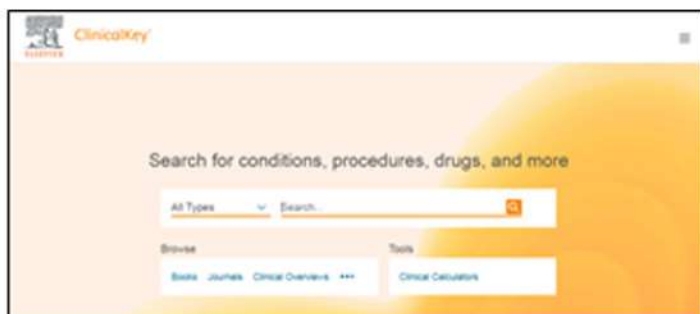 ELSEVIER
ClinicalKey
Search for conditions, procedures, drugs, and more
All Types Search...
Browse Tools
Books Journals Clinical Overviews ••• Clinical Calculators